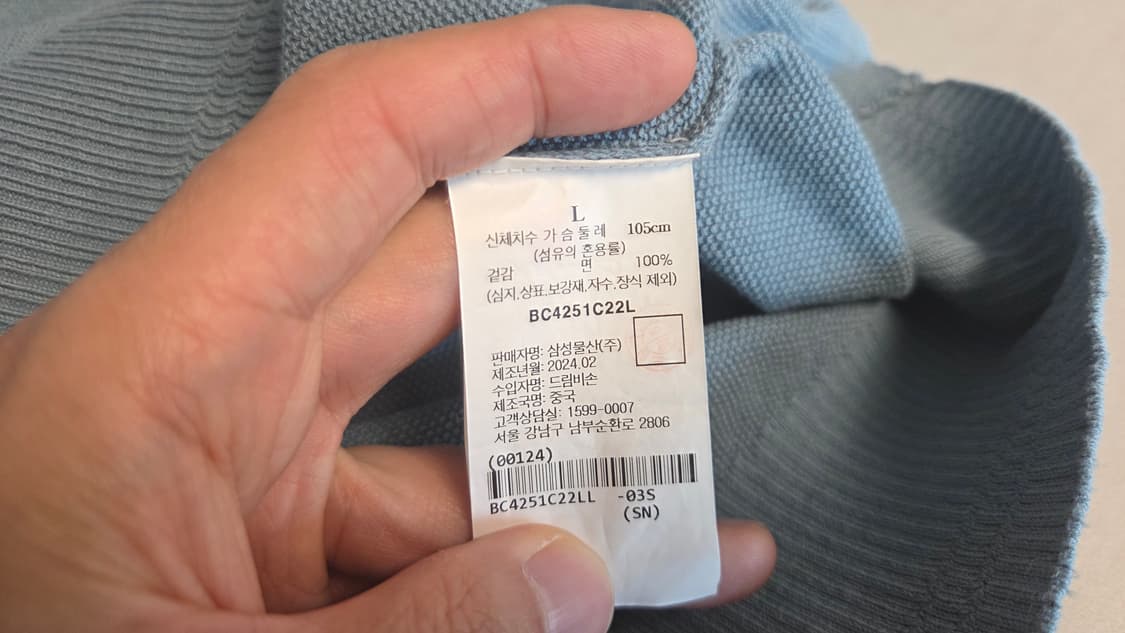 L
신체치수 가 슴 둘 레 105cm
(섬유의 혼용률)
겉감 면 100%
(심지,상표,보강재,자수,장식 제외)
BC4251C22L
판매자명: 삼성물산(주)
제조년월: 2024.02
수입자명: 드림비손
제조국명: 중국
고객상담실: 1599-0007
서울 강남구 남부순환로 2806
(00124)
BC4251C22LL -03S
(SN)